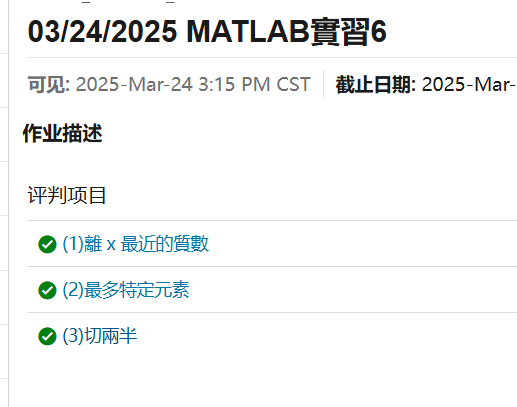 03/24/2025 MATLAB實習6
可见: 2025-Mar-24 3:15 PM CST 截止日期: 2025-Mar-
作业描述
评判项目
(1)離 x 最近的質數
(2)最多特定元素
(3)切兩半